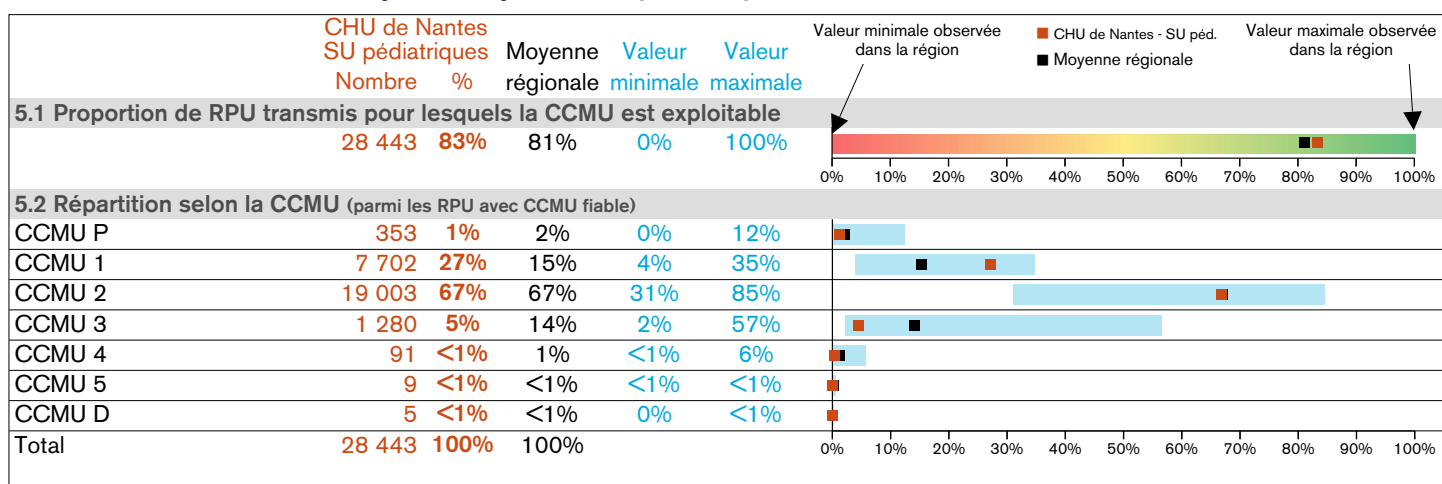 CHU de Nantes
SU pédiatriques Moyenne Valeur Valeur
Nombre % régionale minimale maximale
Valeur minimale observée
dans la région
CHU de Nantes - SU péd.
Moyenne régionale
Valeur maximale observée
dans la région
5.1 Proportion de RPU transmis pour lesquels la CCMU est exploitable
28 443 83% 81% 0% 100%
0% 10% 20% 30% 40% 50% 60% 70% 80% 90% 100%
5.2 Répartition selon la CCMU (parmi les RPU avec CCMU fiable)
CCMU P 353 1% 2% 0% 12%
CCMU 1 7 702 27% 15% 4% 35%
CCMU 2 19 003 67% 67% 31% 85%
CCMU 3 1 280 5% 14% 2% 57%
CCMU 4 91 <1% 1% <1% 6%
CCMU 5 9 <1% <1% <1% <1%
CCMU D 5 <1% <1% 0% <1%
Total 28 443 100% 100%
0% 10% 20% 30% 40% 50% 60% 70% 80% 90% 100%